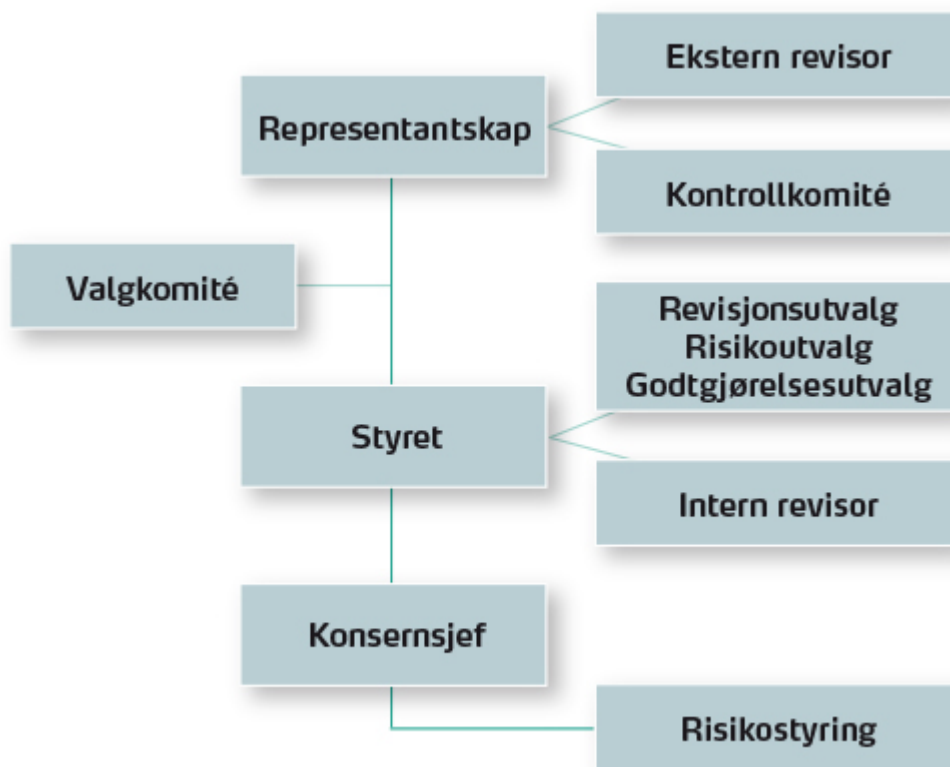 Ekstern revisor
Representantskap
Kontrollkomité
Valgkomité
Revisjonsutvalg
Risikoutvalg
Godtgjørelsesutvalg
Styret
Intern revisor
Konsernsjef
Risikostyring